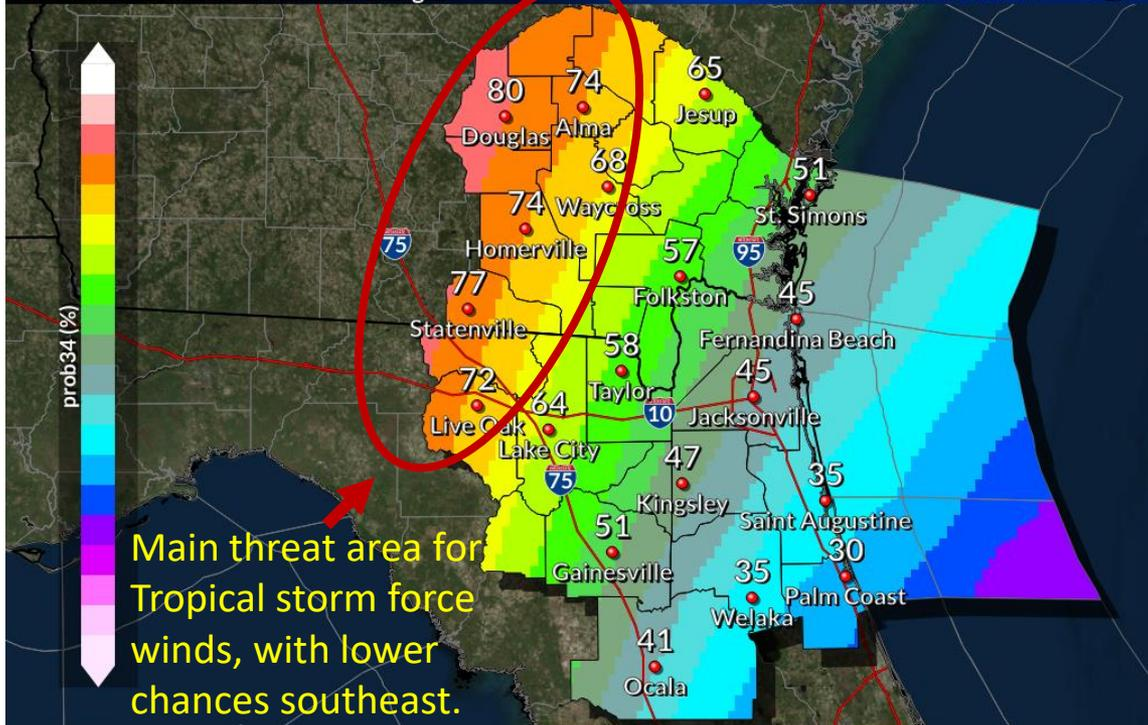 80
Douglas
74
Alma
65
Jesup
68
Waycross
51
St. Simons
74
Homerville
75
95
57
Folkston
77
Statenville
45
Fernandina Beach
prob34 (%)
58
Taylor
45
Jacksonville
72
Live Oak
64
Lake City
10
75
47
Kingsley
35
Saint Augustine
51
Gainesville
30
Palm Coast
35
Welaka
41
Ocala
Main threat area for
Tropical storm force
winds, with lower
chances southeast.